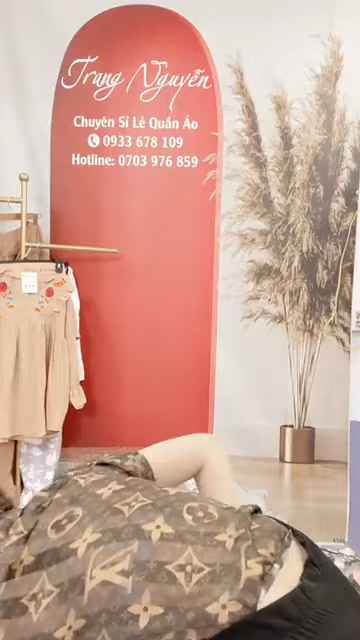 Trang Nguyễn
Chuyên Sỉ Lẻ Quần Áo
0933 678 109
Hotline: 0703 976 859